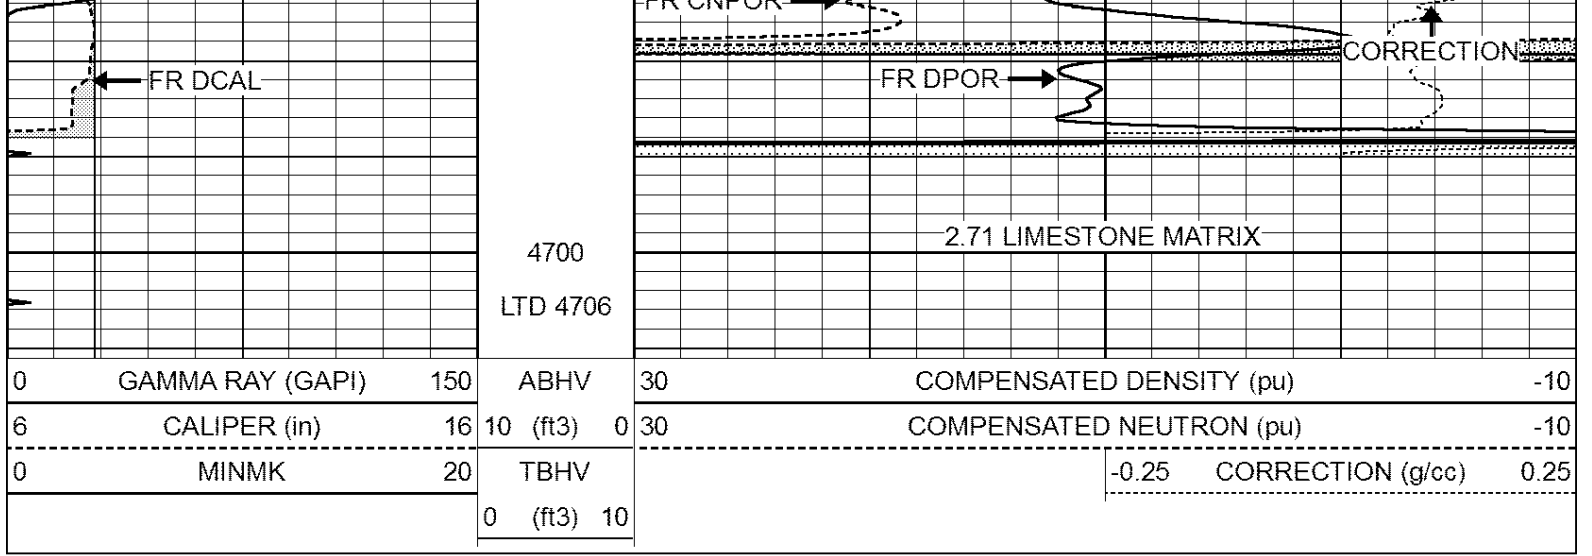 FR CNPOR
CORRECTION
FR DCAL
FR DPOR
2.71 LIMESTONE MATRIX
4700
LTD 4706
0 GAMMA RAY (GAPI) 150 ABHV 30 COMPENSATED DENSITY (pu) -10
6 CALIPER (in) 16 10 (ft3) 0 30 COMPENSATED NEUTRON (pu) -10
0 MINMK 20 TBHV -0.25 CORRECTION (g/cc) 0.25
0 (ft3) 10